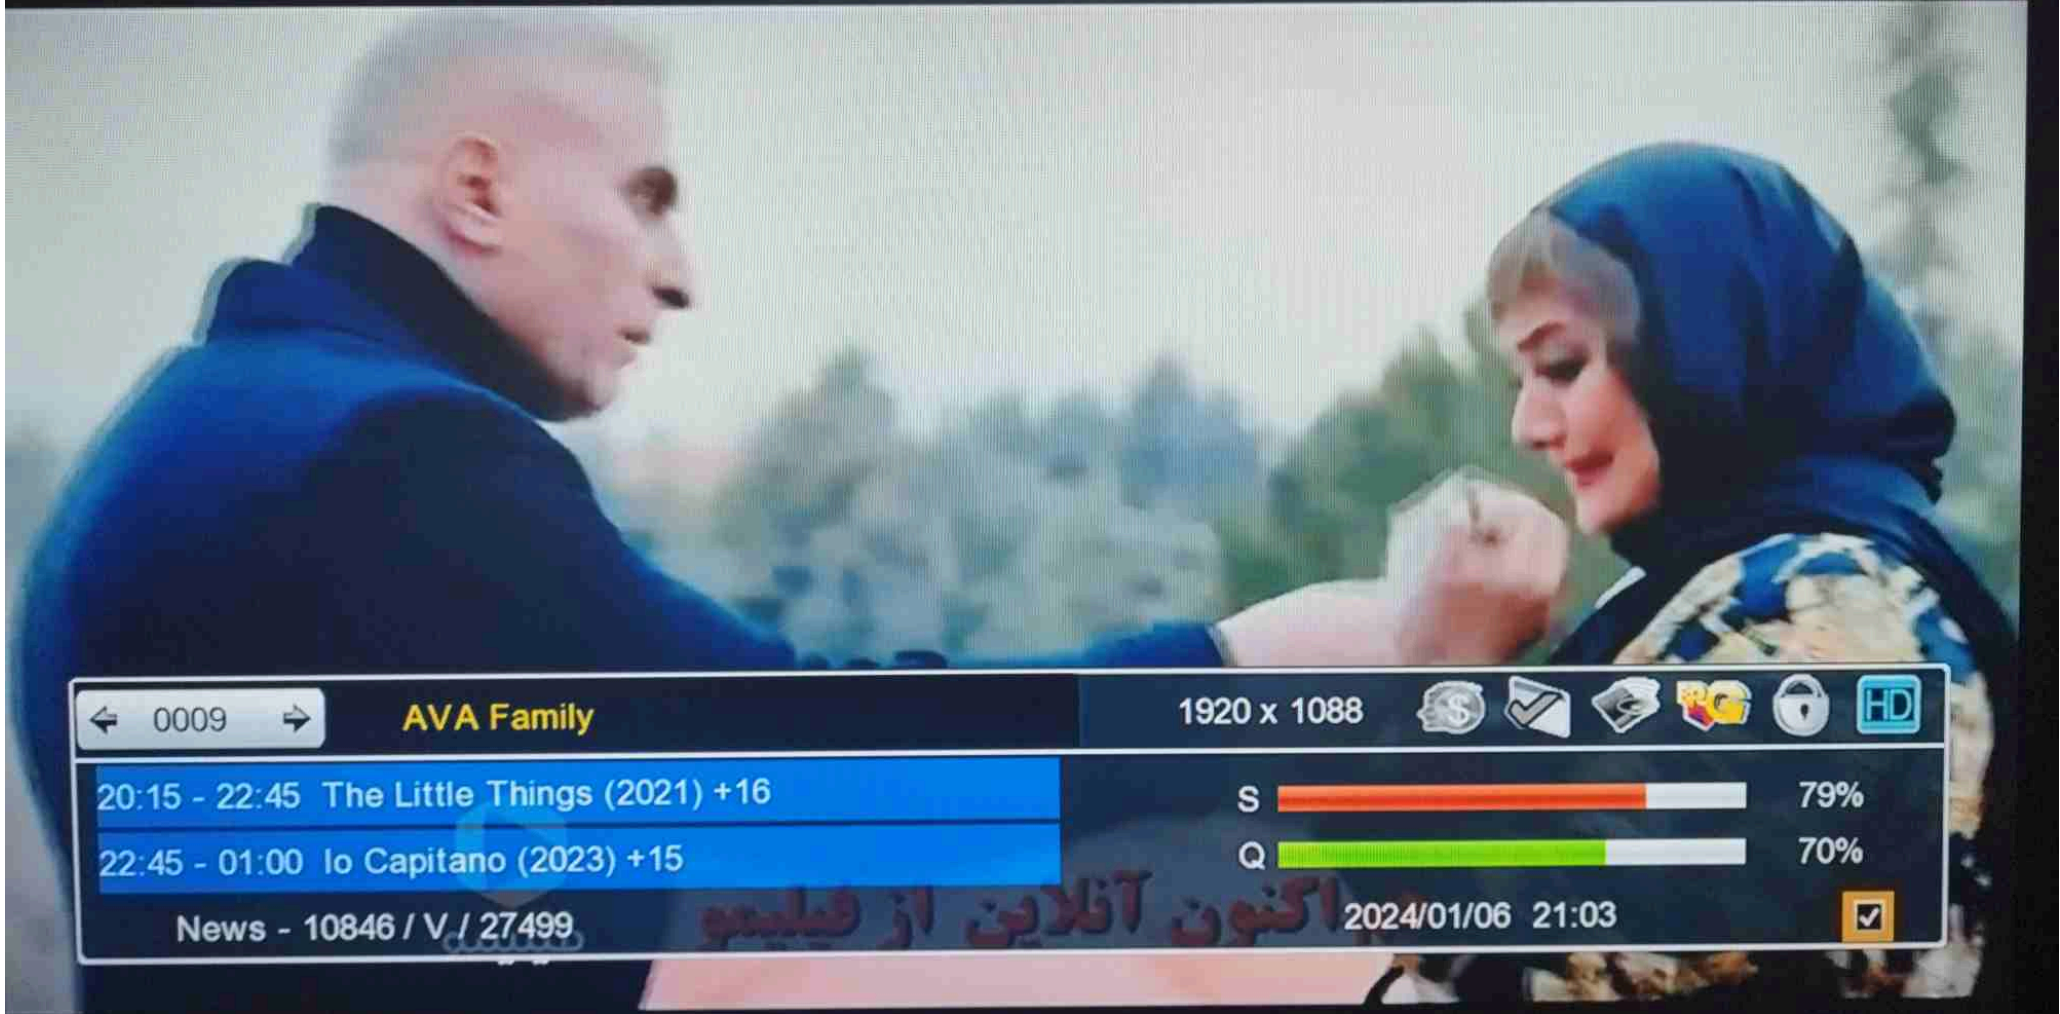 0009 AVA Family 1920 x 1088 HD
20:15 - 22:45 The Little Things (2021) +16
S 79%
22:45 - 01:00 Io Capitano (2023) +15
Q 70%
اکنون آنلاین از فیلیمو
News - 10846 / V / 27499 2024/01/06 21:03